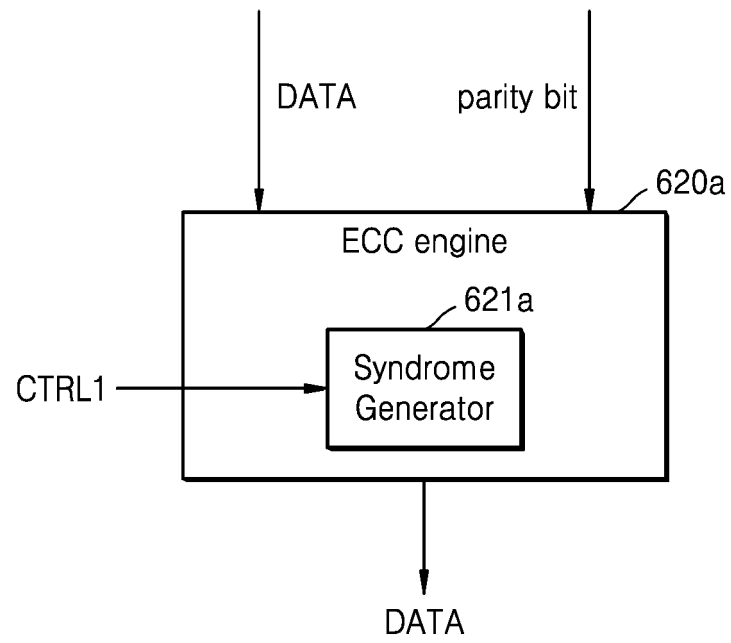 DATA
parity bit
620a
ECC engine
621a
Syndrome
Generator
CTRL1
DATA